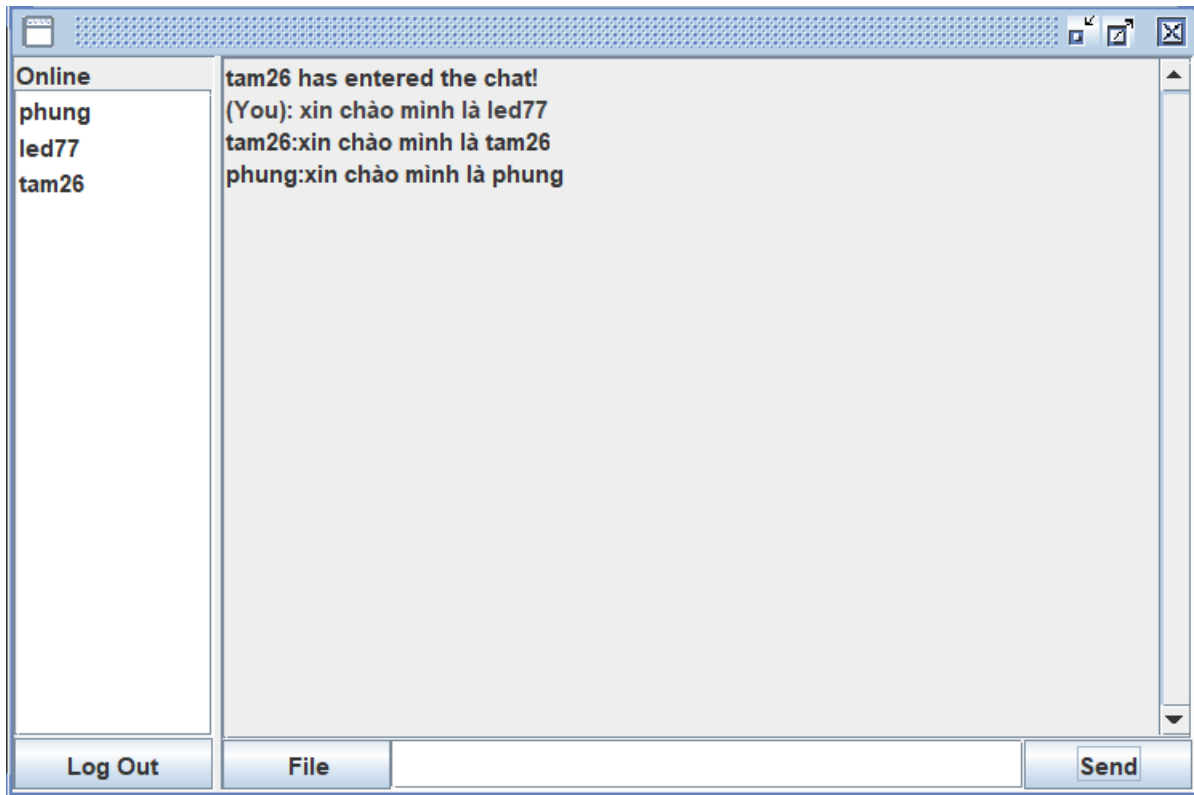 Online
phung
led77
tam26
tam26 has entered the chat!
(You): xin chào mình là led77
tam26:xin chào mình là tam26
phung:xin chào mình là phung
Log Out
File
Send